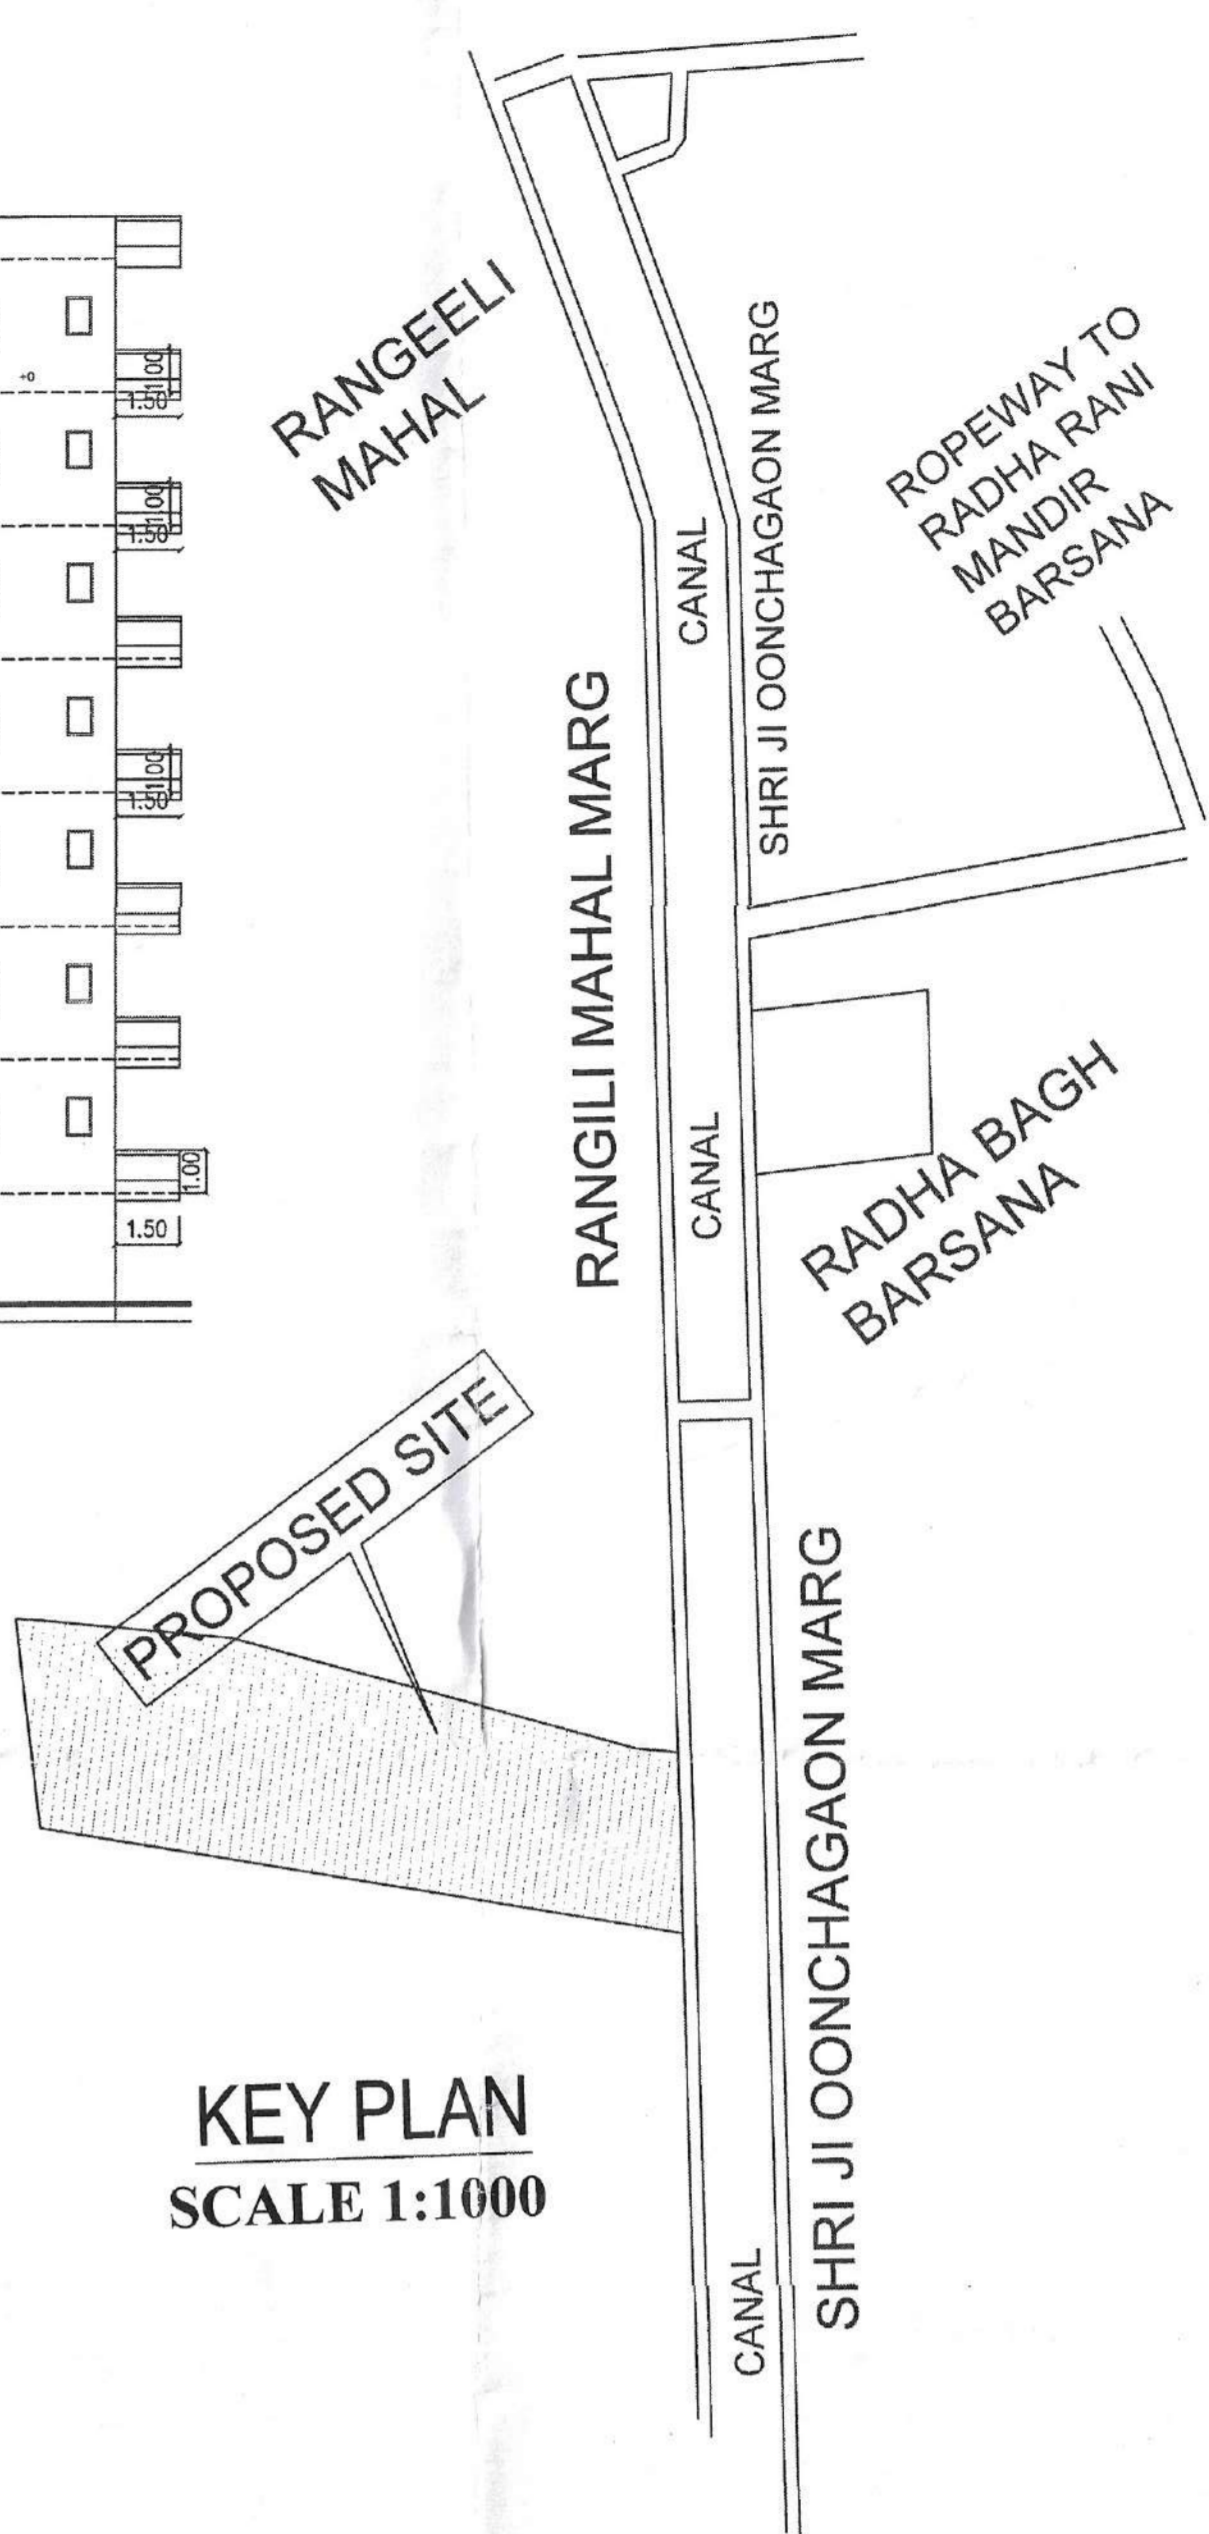 RANGEELI
MAHAL
SHRI JI OONCHAGAON MARG
ROPEWAY TO
RADHA RANI
MANDIR
BARSANA
+0
1.00
1.50
1.00
1.50
CANAL
RANGILI MAHAL MARG
1.00
1.50
1.00
1.50
CANAL
RADHA BAGH
BARSANA
PROPOSED SITE
SHRI JI OONCHAGAON MARG
KEY PLAN
SCALE 1:1000
CANAL